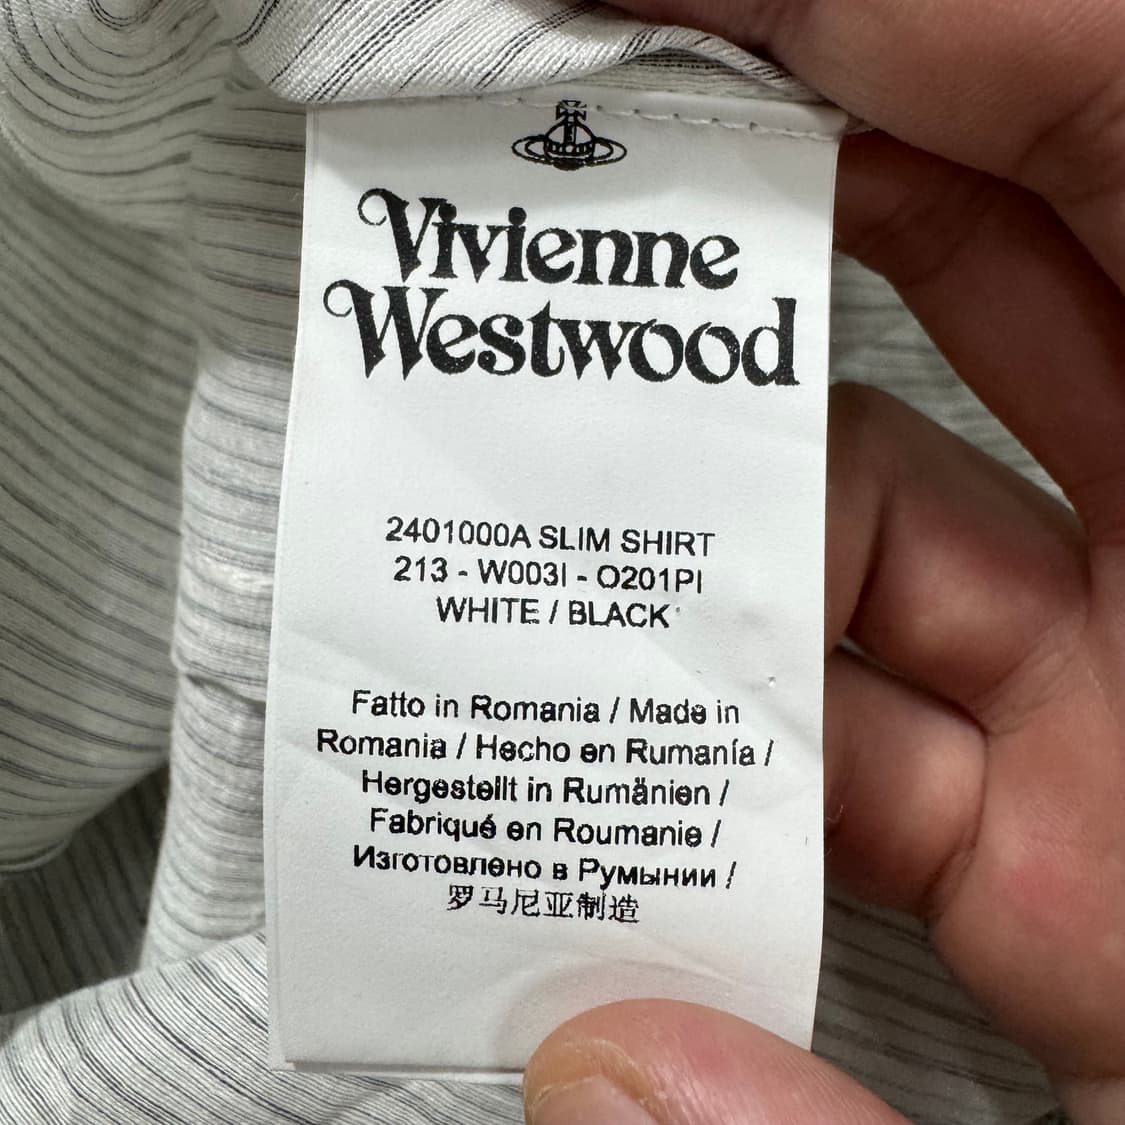 Vivienne
Westwood
2401000A SLIM SHIRT
213 - W003I - O201PI
WHITE / BLACK
Fatto in Romania / Made in
Romania / Hecho en Rumanía /
Hergestellt in Rumänien /
Fabriqué en Roumanie /
Изготовлено в Румынии /
罗马尼亚制造